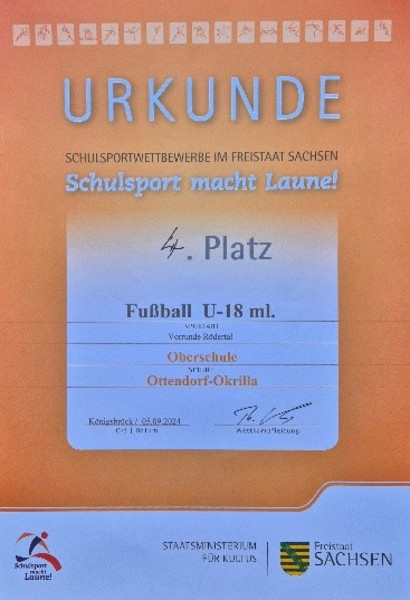 URKUNDE
SCHULSPORTWETTBEWERBE IM FREISTAAT SACHSEN
Schulsport macht Laune!
4. Platz
Fußball U-18 ml.
SPORTART
Vorrunde Rödertal
Oberschule
SCHULE
Ottendorf-Okrilla
Königsbrück / 05.09.2024
Ort | Datum
Wettkampfleitung
Schulsport
macht
Laune!
STAATSMINISTERIUM
FÜR KULTUS
Freistaat
SACHSEN